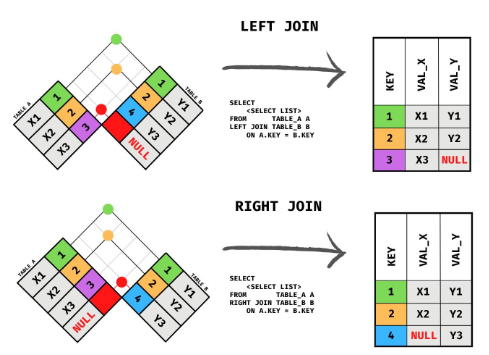 LEFT JOIN
TABLE A
TABLE B
1
2
3
X1
X2
X3
1
2
4
Y1
Y2
Y3
NULL
SELECT
<SELECT LIST>
FROM TABLE_A A
LEFT JOIN TABLE_B B
ON A.KEY = B.KEY
KEY VAL_X VAL_Y
1 X1 Y1
2 X2 Y2
3 X3 NULL
RIGHT JOIN
TABLE A
TABLE B
1
2
3
X1
X2
X3
NULL
1
2
4
Y1
Y2
Y3
SELECT
<SELECT LIST>
FROM TABLE_A A
RIGHT JOIN TABLE_B B
ON A.KEY = B.KEY
KEY VAL_X VAL_Y
1 X1 Y1
2 X2 Y2
4 NULL Y3